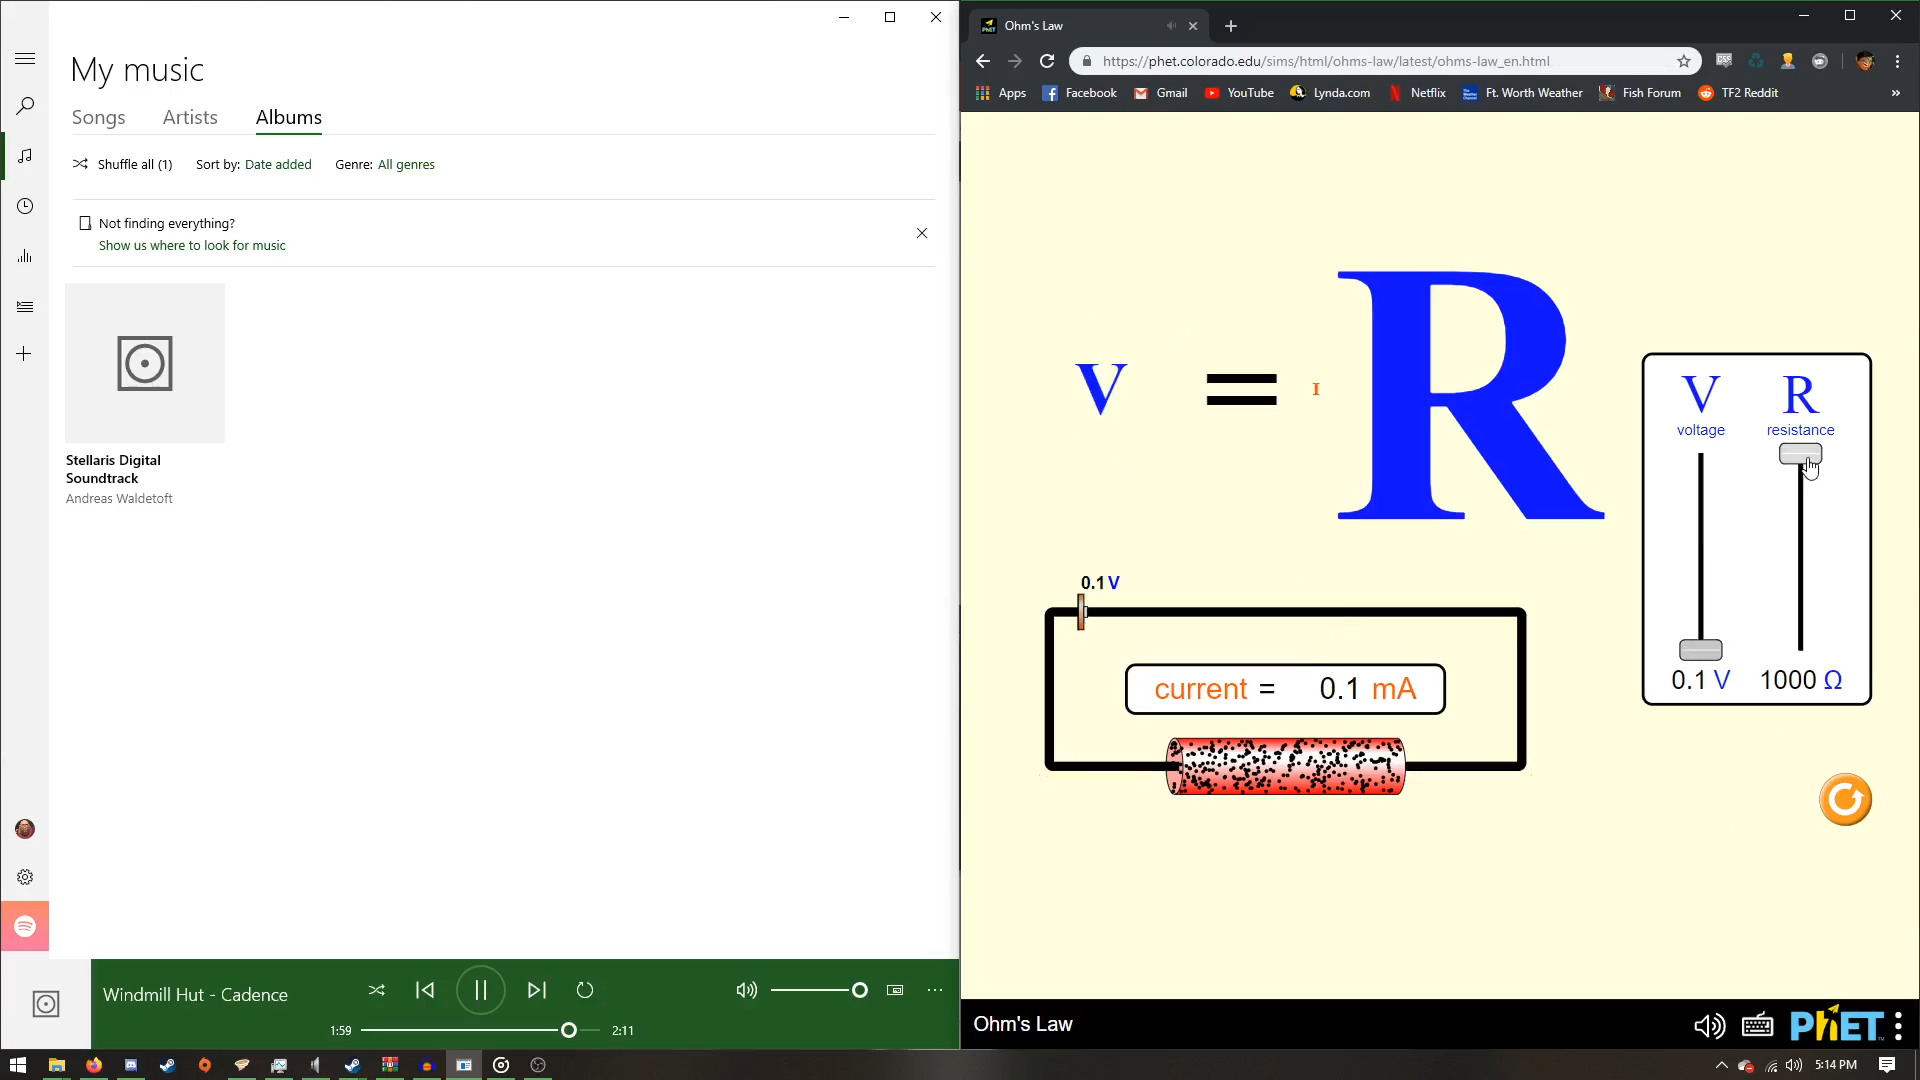 My music
Songs Artists Albums
Shuffle all (1) Sort by: Date added Genre: All genres
Not finding everything?
Show us where to look for music
Stellaris Digital
Soundtrack
Andreas Waldetoft
Windmill Hut - Cadence
1:59 2:11
Ohm's Law
https://phet.colorado.edu/sims/html/ohms-law/latest/ohms-law_en.html
Apps Facebook Gmail YouTube Lynda.com Netflix Ft. Worth Weather Fish Forum TF2 Reddit
V = I R
V R
voltage resistance
0.1 V 1000 Ω
0.1 V
current = 0.1 mA
Ohm's Law
PhET
5:14 PM